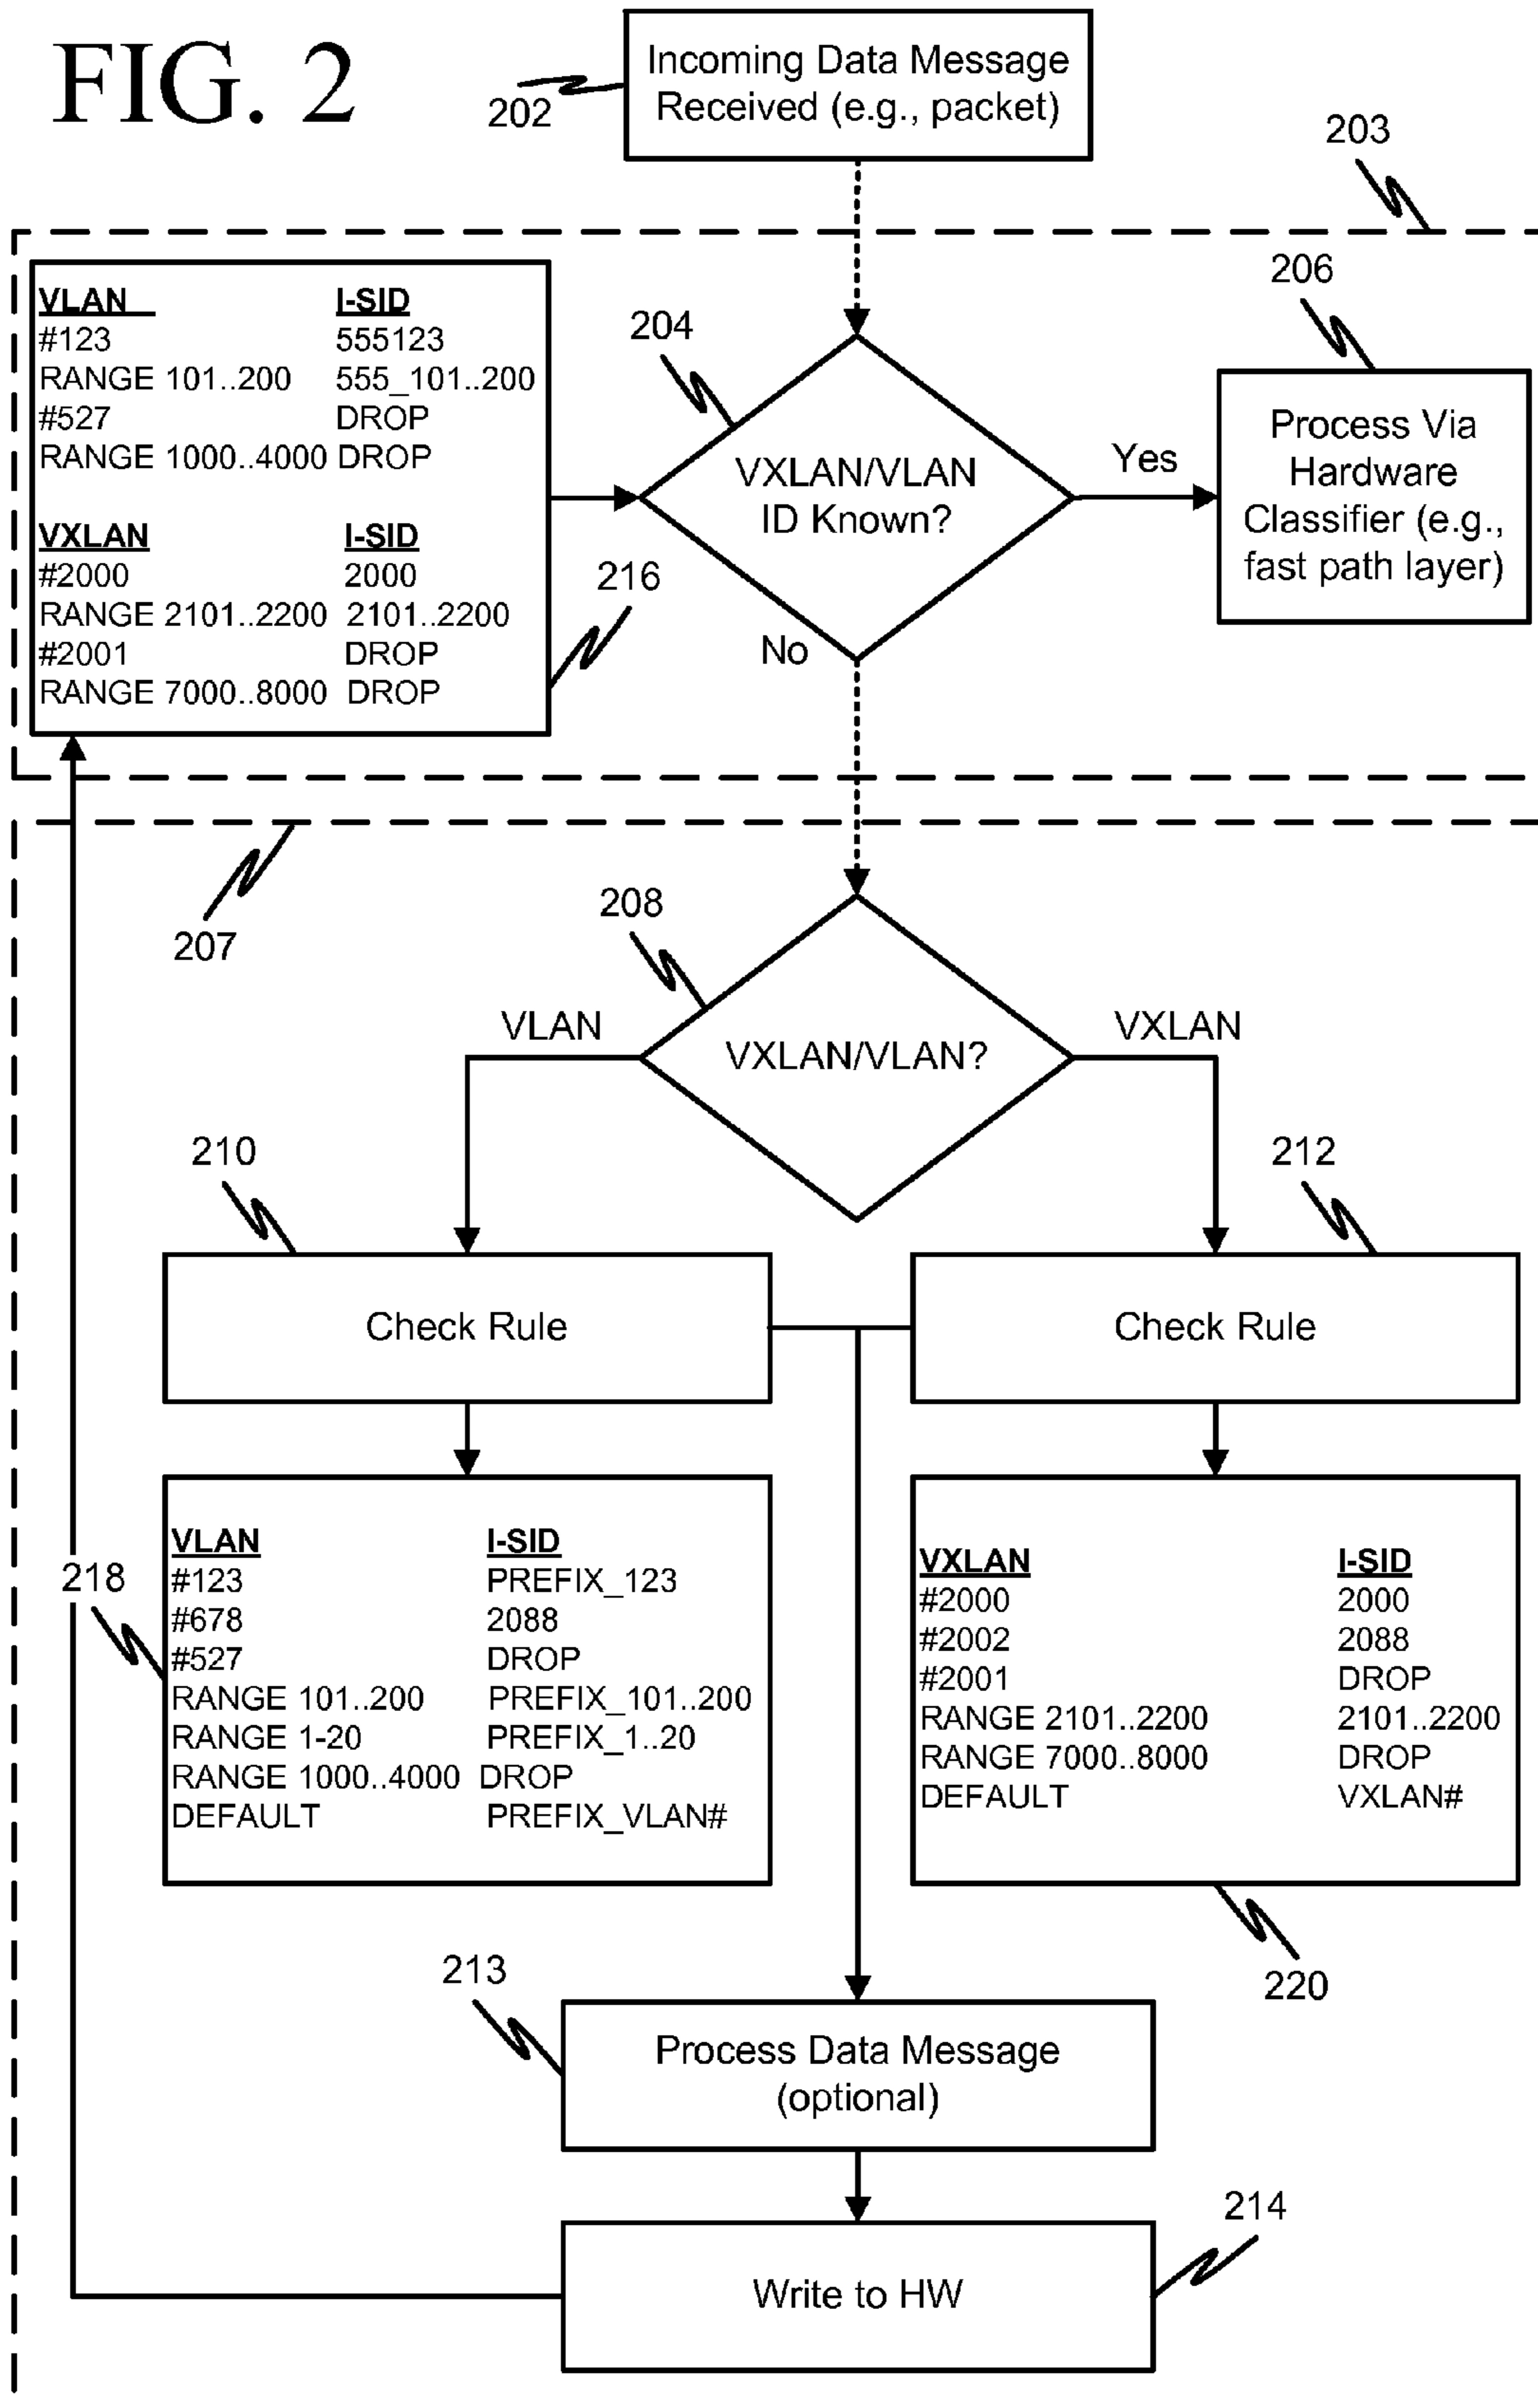 FIG. 2
Incoming Data Message
Received (e.g., packet)
202
203
VLAN I-SID
#123 555123
RANGE 101..200 555_101..200
#527 DROP
RANGE 1000..4000 DROP
VXLAN I-SID
#2000 2000
RANGE 2101..2200 2101..2200
#2001 DROP
RANGE 7000..8000 DROP
216
204
VXLAN/VLAN
ID Known?
Yes
No
206
Process Via
Hardware
Classifier (e.g.,
fast path layer)
207
208
VXLAN/VLAN?
VLAN
VXLAN
210
Check Rule
212
Check Rule
218
VLAN I-SID
#123 PREFIX_123
#678 2088
#527 DROP
RANGE 101..200 PREFIX_101..200
RANGE 1-20 PREFIX_1..20
RANGE 1000..4000 DROP
DEFAULT PREFIX_VLAN#
VXLAN I-SID
#2000 2000
#2002 2088
#2001 DROP
RANGE 2101..2200 2101..2200
RANGE 7000..8000 DROP
DEFAULT VXLAN#
220
213
Process Data Message
(optional)
214
Write to HW